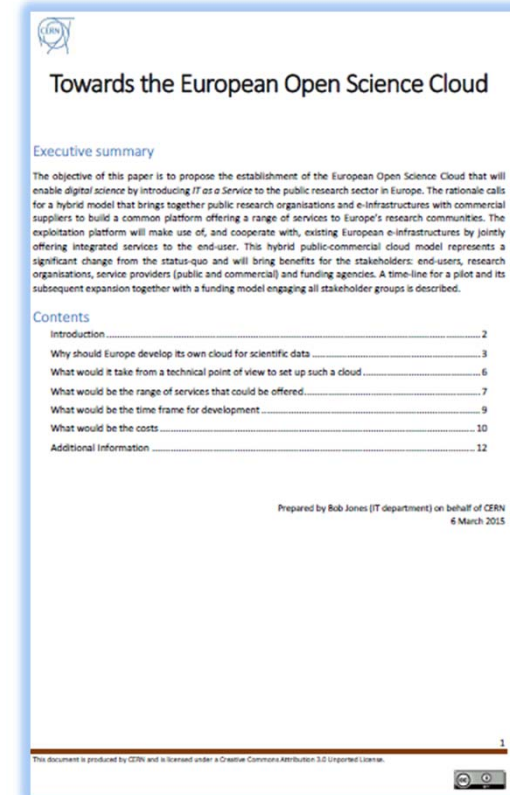 CERN
Towards the European Open Science Cloud
Executive summary
The objective of this paper is to propose the establishment of the European Open Science Cloud that will
enable digital science by introducing IT as a Service to the public research sector in Europe. The rationale calls
for a hybrid model that brings together public research organisations and e-Infrastructures with commercial
suppliers to build a common platform offering a range of services to Europe's research communities. The
exploitation platform will make use of, and cooperate with, existing European e-infrastructures by jointly
offering integrated services to the end-user. This hybrid public-commercial cloud model represents a
significant change from the status-quo and will bring benefits for the stakeholders: end-users, research
organisations, service providers (public and commercial) and funding agencies. A time-line for a pilot and its
subsequent expansion together with a funding model engaging all stakeholder groups is described.
Contents
Introduction 2
Why should Europe develop its own cloud for scientific data 3
What would it take from a technical point of view to set up such a cloud 6
What would be the range of services that could be offered 7
What would be the time frame for development 9
What would be the costs 10
Additional Information 12
Prepared by Bob Jones (IT department) on behalf of CERN
6 March 2015
1
This document is produced by CERN and is licensed under a Creative Commons Attribution 3.0 Unported License.
cc
BY